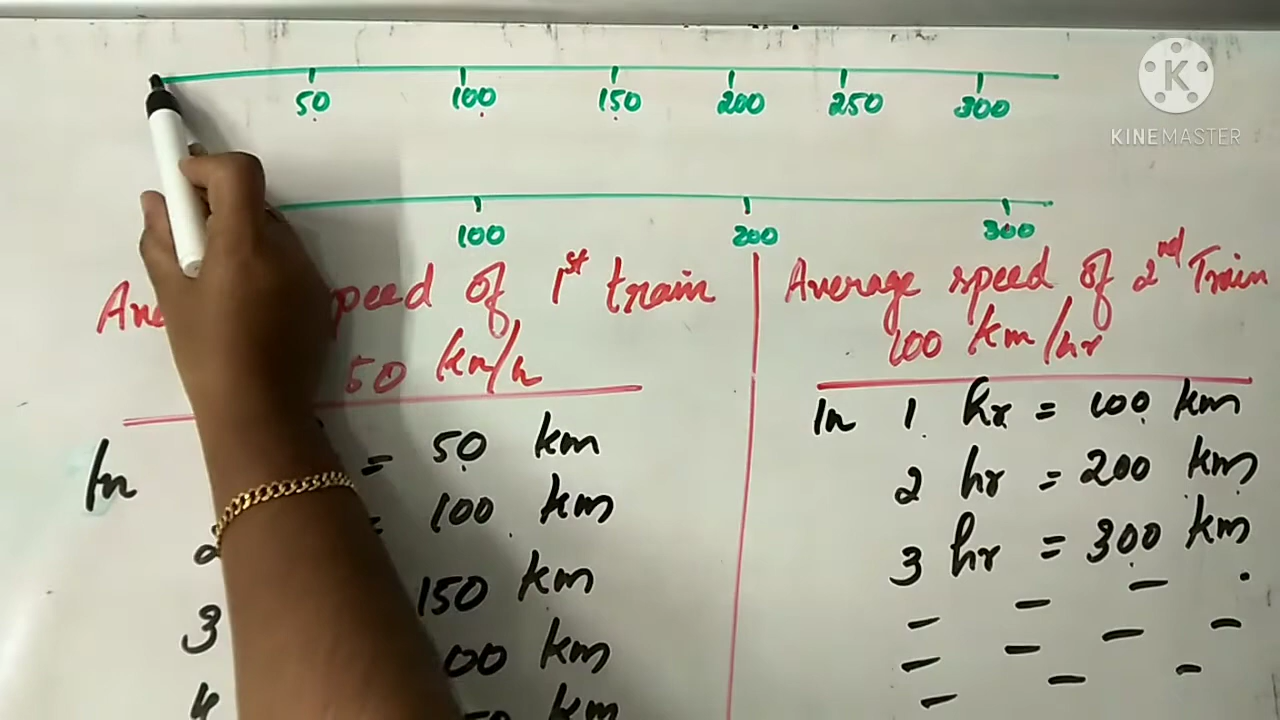 50 100 150 200 250 300
KINEMASTER
100 200 300
speed of 1st train
50 km/h
In
= 50 km
2 = 100 km
3 150 km
4 00 km
km
Average speed of 2nd Train
100 km/hr
In 1 hr = 100 km
2 hr = 200 km
3 hr = 300 km